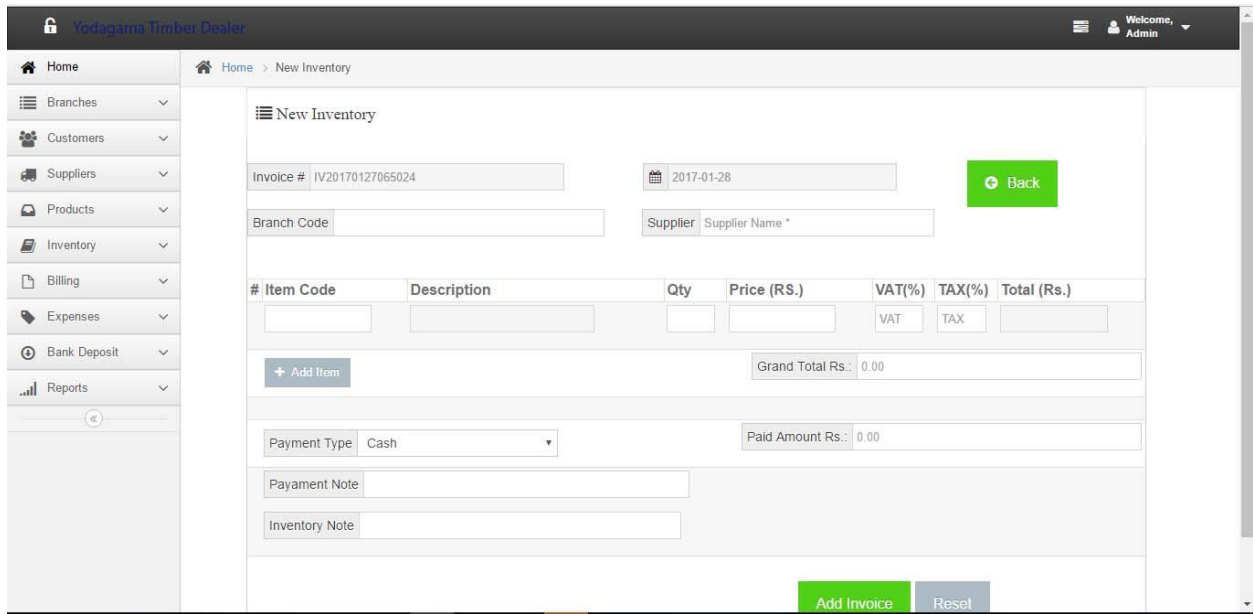 Yodagama Timber Dealer
Welcome,
Admin
Home
Branches
Customers
Suppliers
Products
Inventory
Billing
Expenses
Bank Deposit
Reports
Home > New Inventory
New Inventory
Invoice # IV20170127065024 2017-01-28 Back
Branch Code Supplier Supplier Name *
# Item Code Description Qty Price (RS.) VAT(%) TAX(%) Total (Rs.)
VAT TAX
+ Add Item Grand Total Rs.: 0.00
Payment Type Cash Paid Amount Rs.: 0.00
Payament Note
Inventory Note
Add Invoice Reset